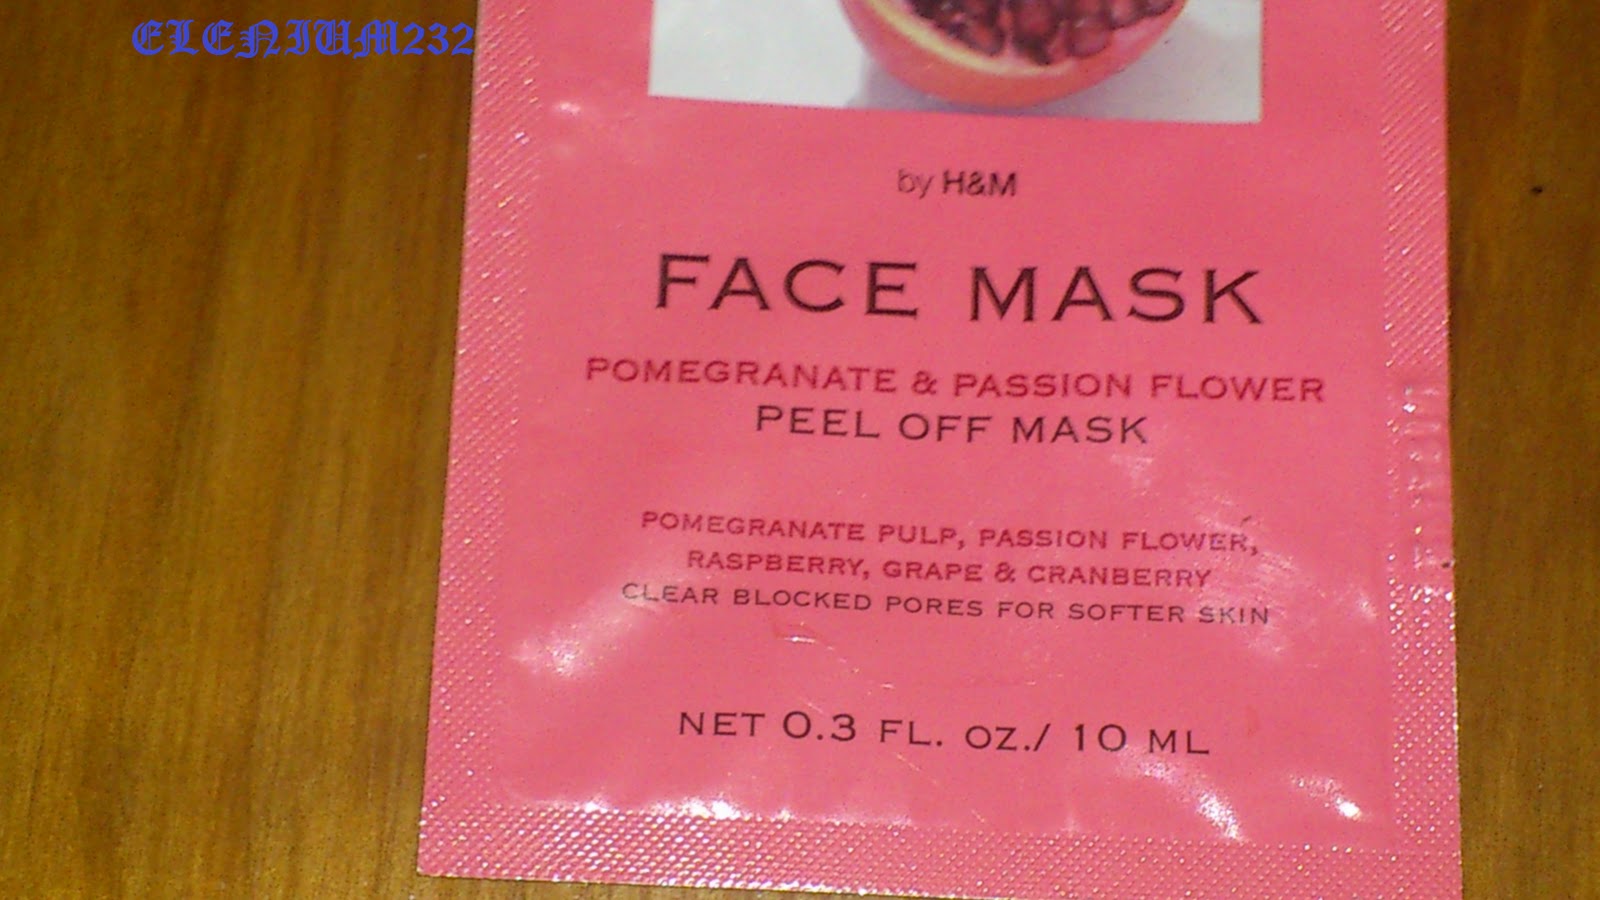 ELENIUM232
by H&M
FACE MASK
POMEGRANATE & PASSION FLOWER
PEEL OFF MASK
POMEGRANATE PULP, PASSION FLOWER,
RASPBERRY, GRAPE & CRANBERRY
CLEAR BLOCKED PORES FOR SOFTER SKIN
NET 0.3 FL. OZ./ 10 ML